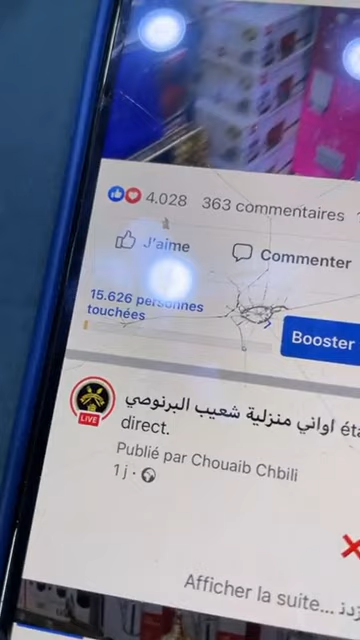 4.028 363 commentaires
J'aime Commenter
15.626 personnes
touchées
Booster
اواني منزلية شعيب البرنوصي éta
direct.
LIVE
Publié par Chouaib Chbili
1 j ·
Afficher la suite...